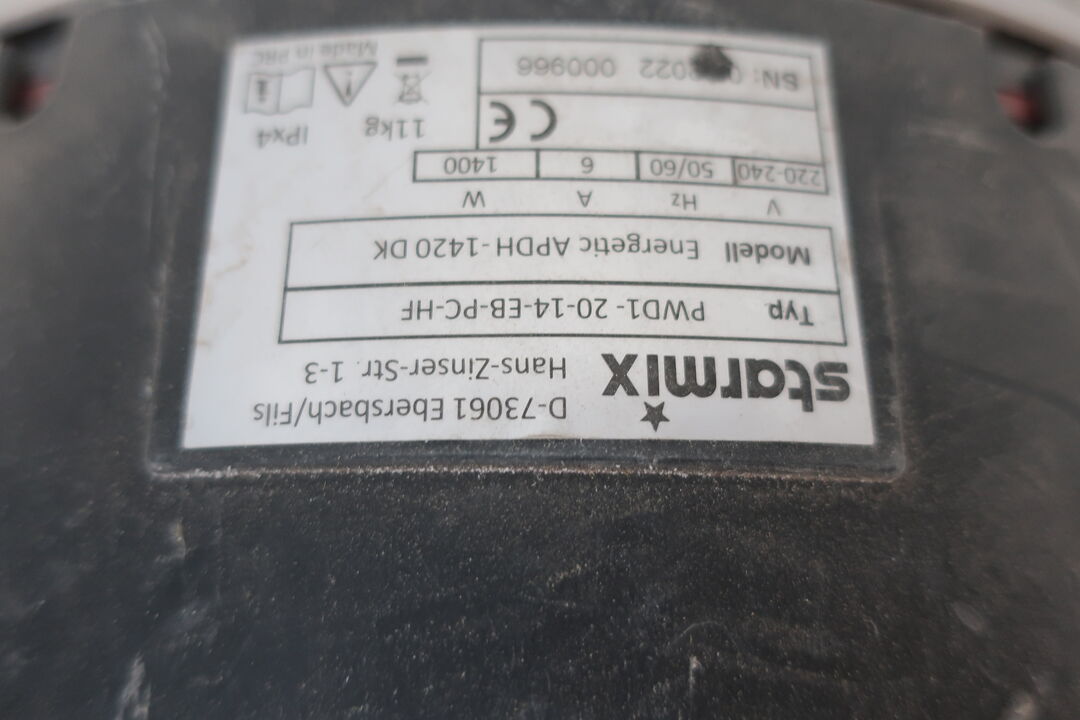 D-73061 Ebersbach/Fils
starmix Hans-Zinser-Str. 1-3
Typ PWD1- 20-14-EB-PC-HF
Modell Energetic APDH-1420 DK
V Hz A W
220-240 50/60 6 1400
CE 11kg IPx4
SN: 2022 000966
Made in PRC